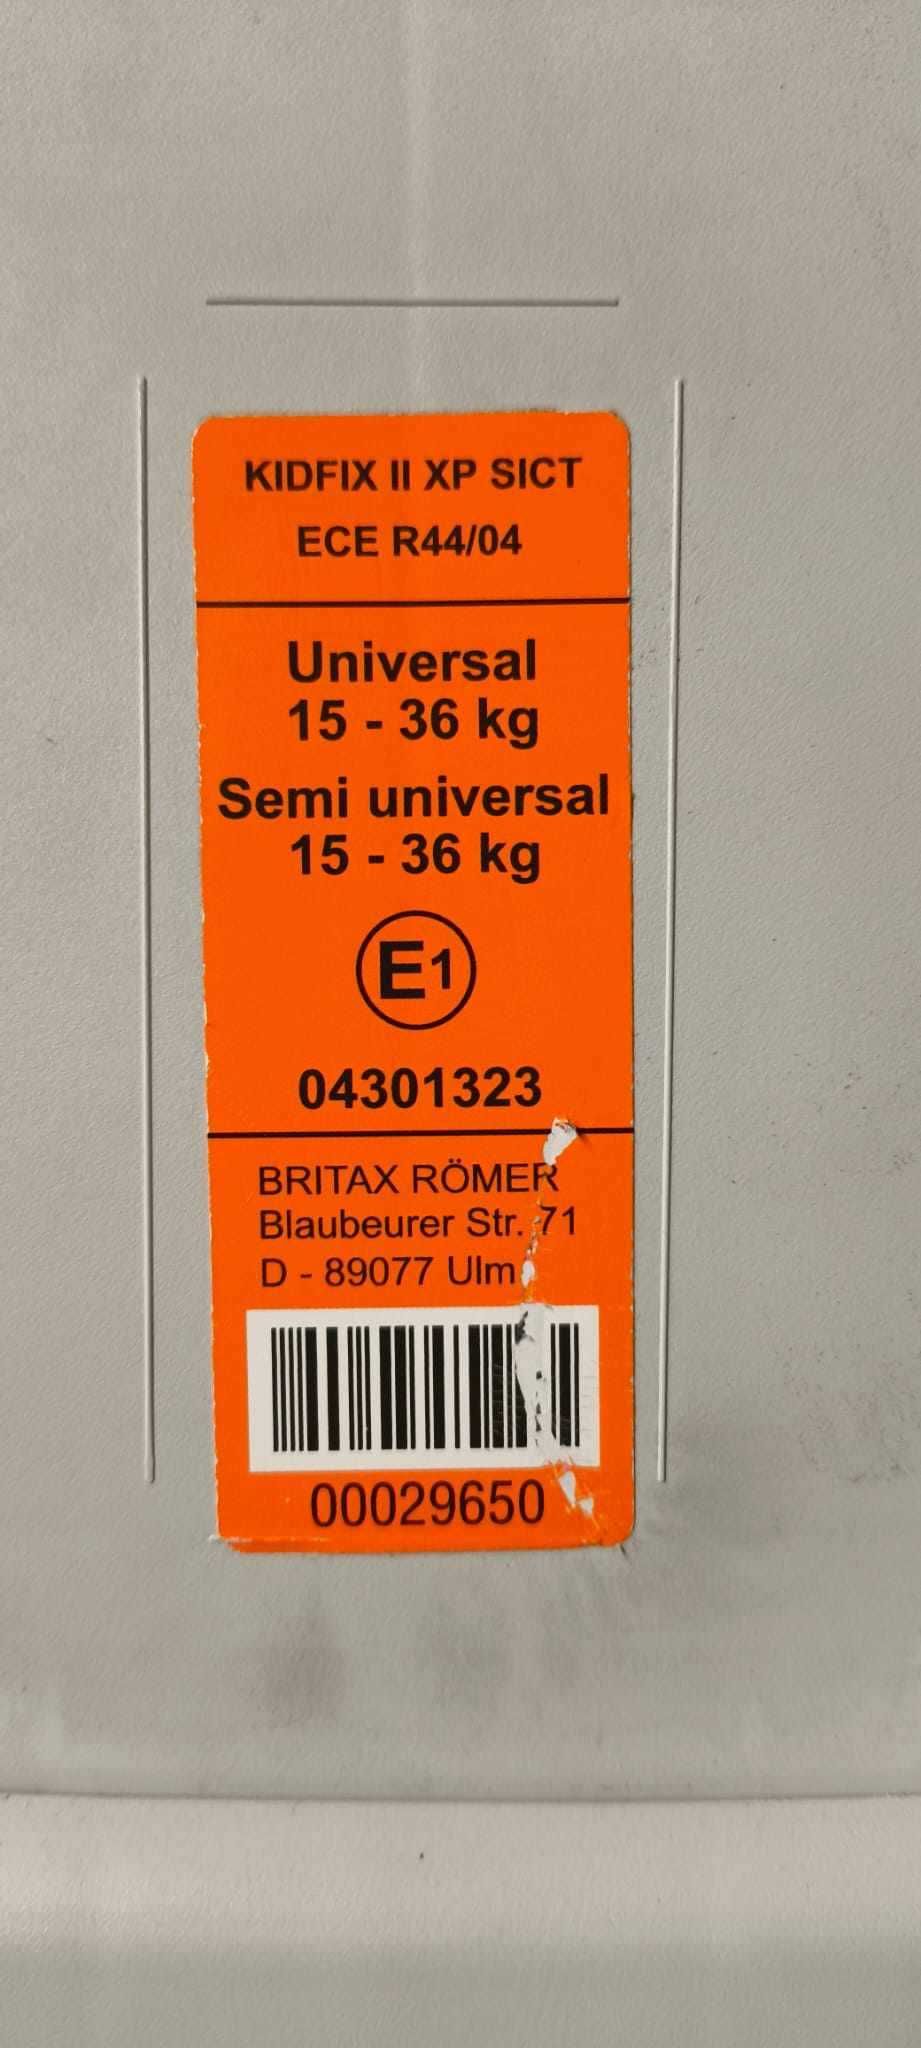 KIDFIX II XP SICT
ECE R44/04
Universal
15 - 36 kg
Semi universal
15 - 36 kg
E1
04301323
BRITAX RÖMER
Blaubeurer Str. 71
D - 89077 Ulm
00029650